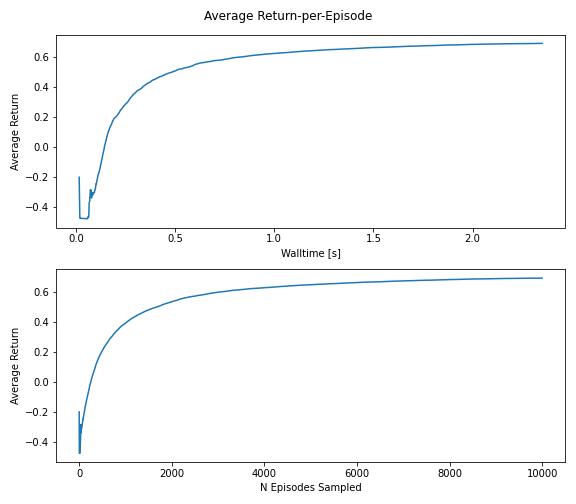 Average Return-per-Episode
0.6
0.4
0.2
0.0
−0.2
−0.4
Average Return
0.0 0.5 1.0 1.5 2.0
Walltime [s]
0.6
0.4
0.2
0.0
−0.2
−0.4
Average Return
0 2000 4000 6000 8000 10000
N Episodes Sampled